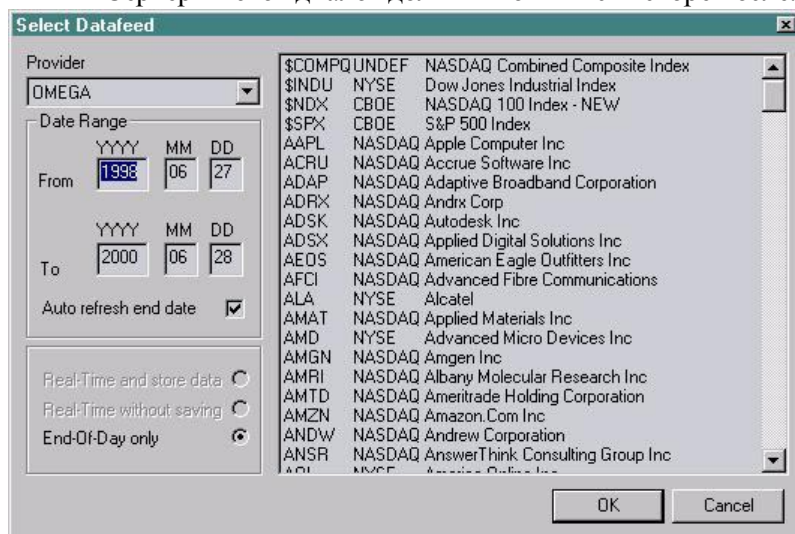 Select Datafeed
Provider
OMEGA
Date Range
YYYY MM DD
From 1998 06 27
YYYY MM DD
To 2000 06 28
Auto refresh end date
Real-Time and store data
Real-Time without saving
End-Of-Day only
$COMPQ UNDEF NASDAQ Combined Composite Index
$INDU NYSE Dow Jones Industrial Index
$NDX CBOE NASDAQ 100 Index - NEW
$SPX CBOE S&P 500 Index
AAPL NASDAQ Apple Computer Inc
ACRU NASDAQ Accrue Software Inc
ADAP NASDAQ Adaptive Broadband Corporation
ADRX NASDAQ Andrx Corp
ADSK NASDAQ Autodesk Inc
ADSX NASDAQ Applied Digital Solutions Inc
AEOS NASDAQ American Eagle Outfitters Inc
AFCI NASDAQ Advanced Fibre Communications
ALA NYSE Alcatel
AMAT NASDAQ Applied Materials Inc
AMD NYSE Advanced Micro Devices Inc
AMGN NASDAQ Amgen Inc
AMRI NASDAQ Albany Molecular Research Inc
AMTD NASDAQ Ameritrade Holding Corporation
AMZN NASDAQ Amazon.Com Inc
ANDW NASDAQ Andrew Corporation
ANSR NASDAQ AnswerThink Consulting Group Inc
AOL NYSE America Online Inc
OK Cancel